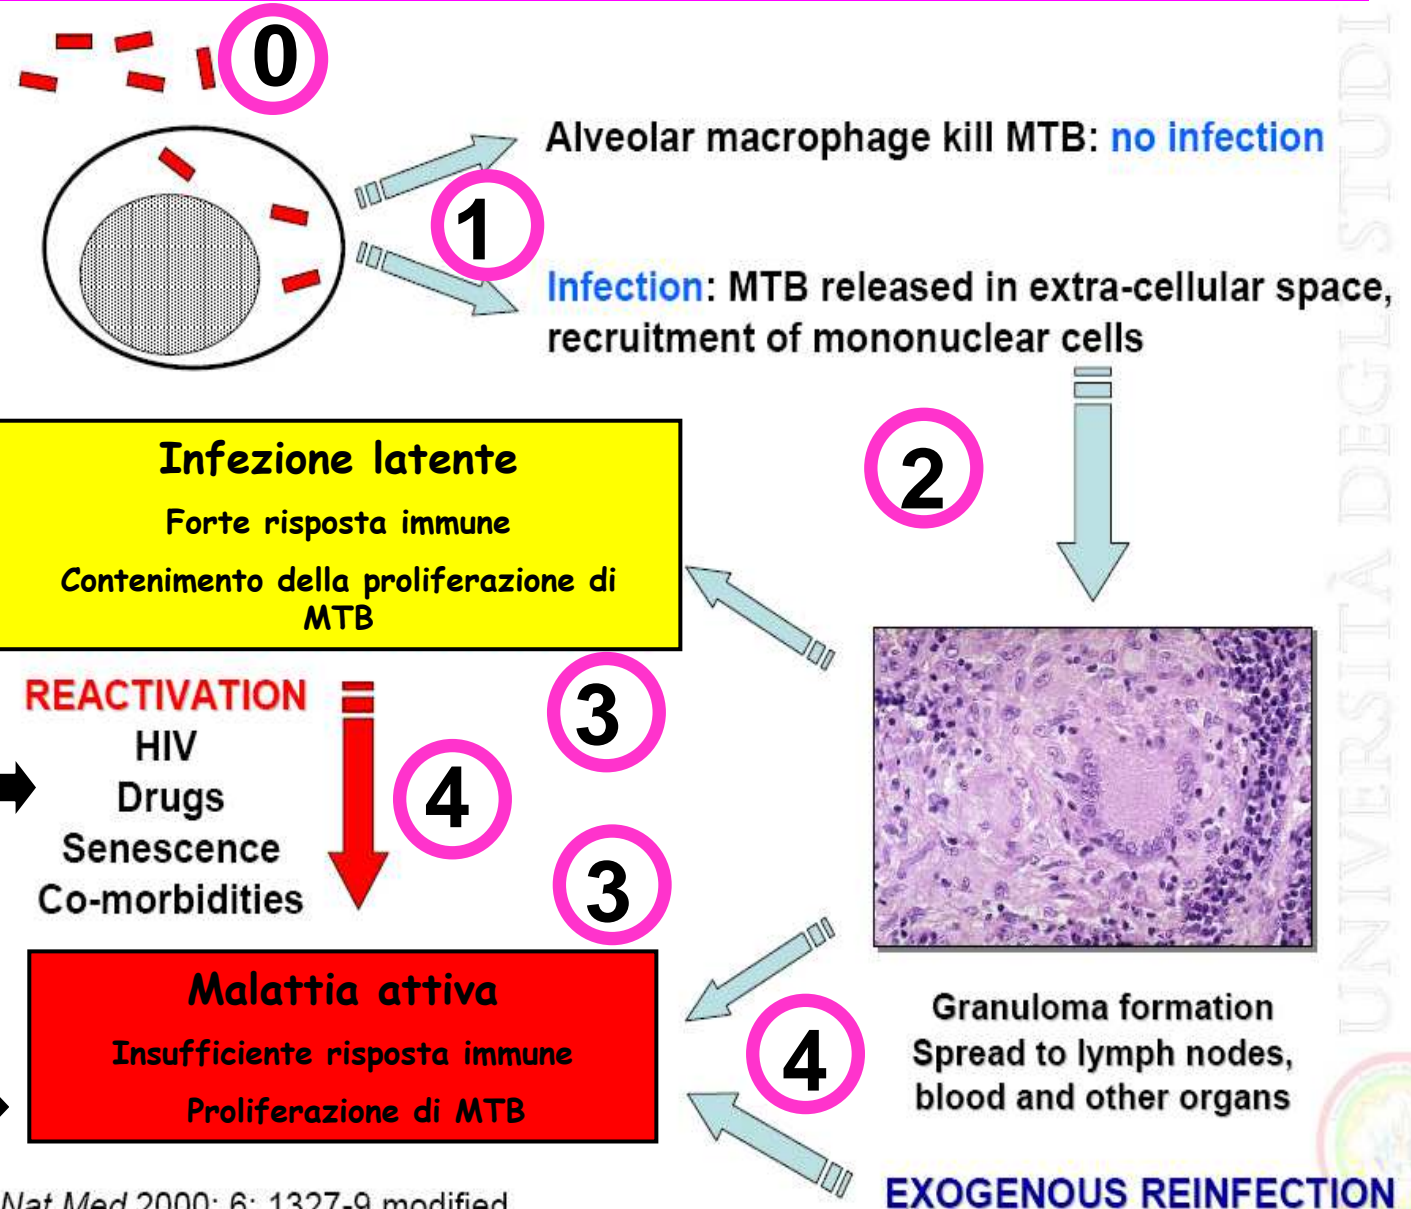 0
Alveolar macrophage kill MTB: no infection
1
Infection: MTB released in extra-cellular space,
recruitment of mononuclear cells
2
Infezione latente
Forte risposta immune
Contenimento della proliferazione di
MTB
3
REACTIVATION
HIV
Drugs
Senescence
Co-morbidities
4
3
Malattia attiva
Insufficiente risposta immune
Proliferazione di MTB
4
Granuloma formation
Spread to lymph nodes,
blood and other organs
EXOGENOUS REINFECTION
Nat Med 2000; 6: 1327-9 modified
UNIVERSITÀ DEGLI STUDI